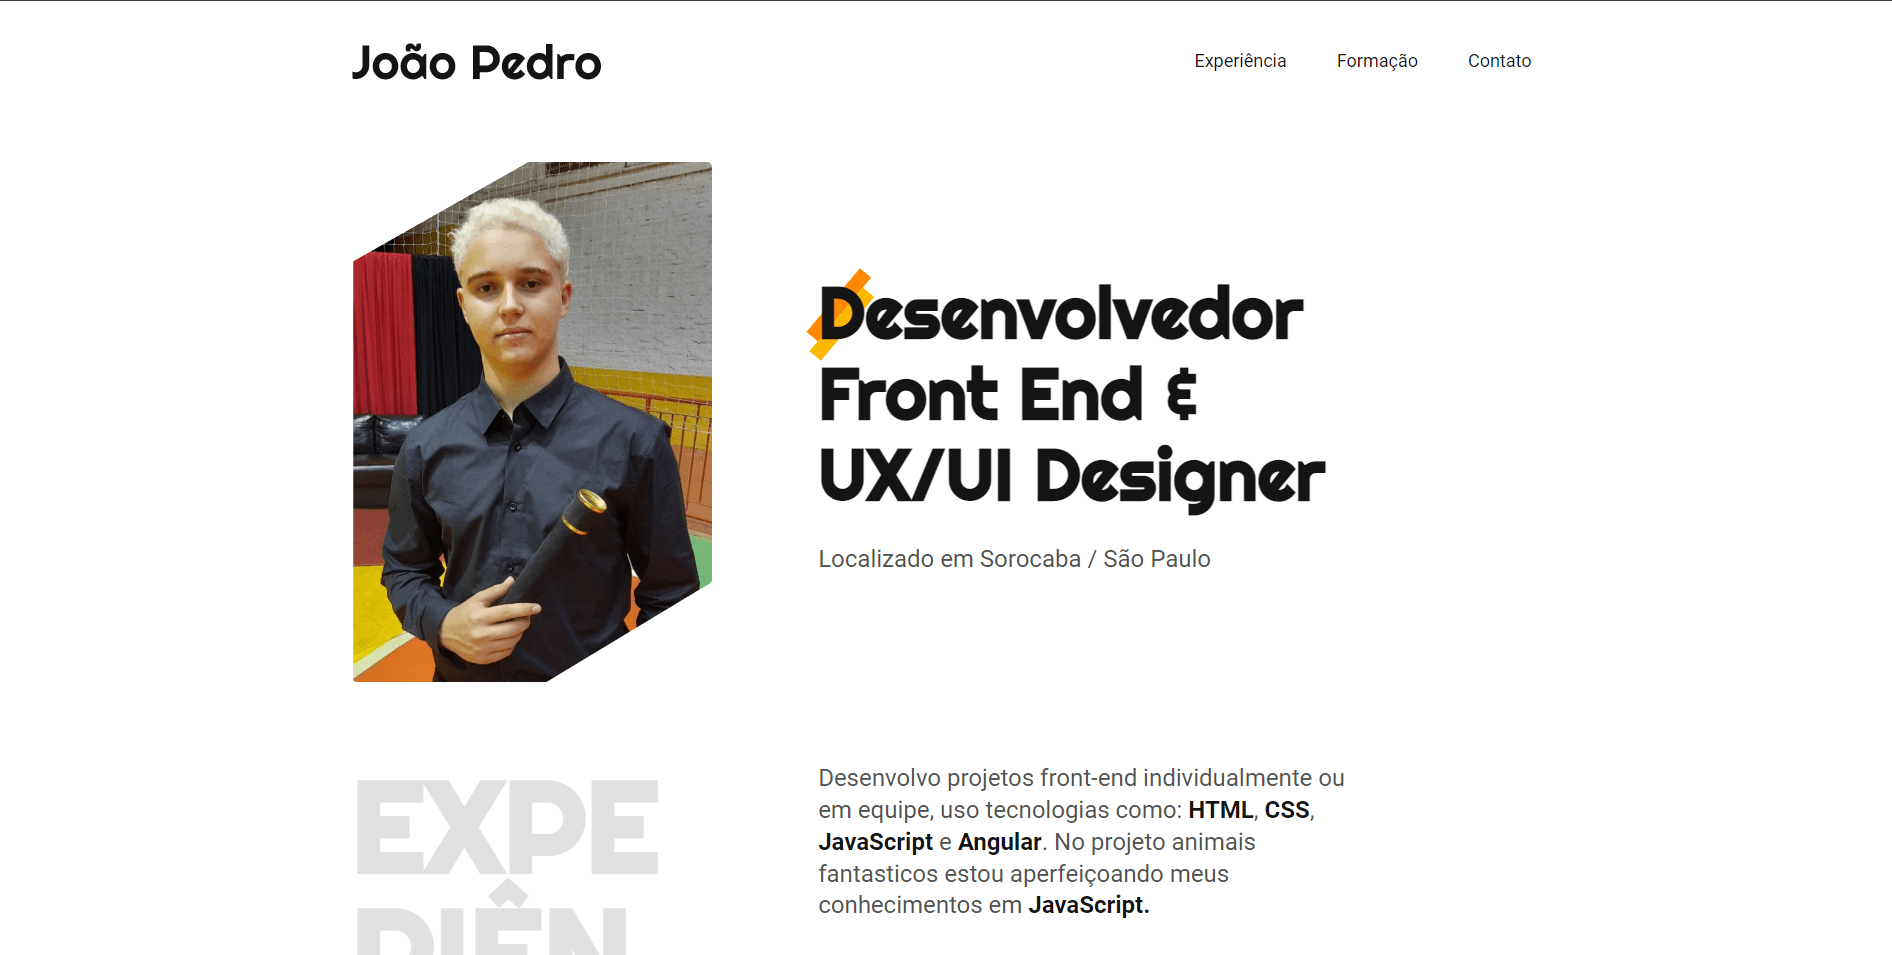 João Pedro
Experiência Formação Contato
Desenvolvedor
Front End &
UX/UI Designer
Localizado em Sorocaba / São Paulo
EXPE
RIÊN
Desenvolvo projetos front-end individualmente ou
em equipe, uso tecnologias como: HTML, CSS,
JavaScript e Angular. No projeto animais
fantasticos estou aperfeiçoando meus
conhecimentos em JavaScript.